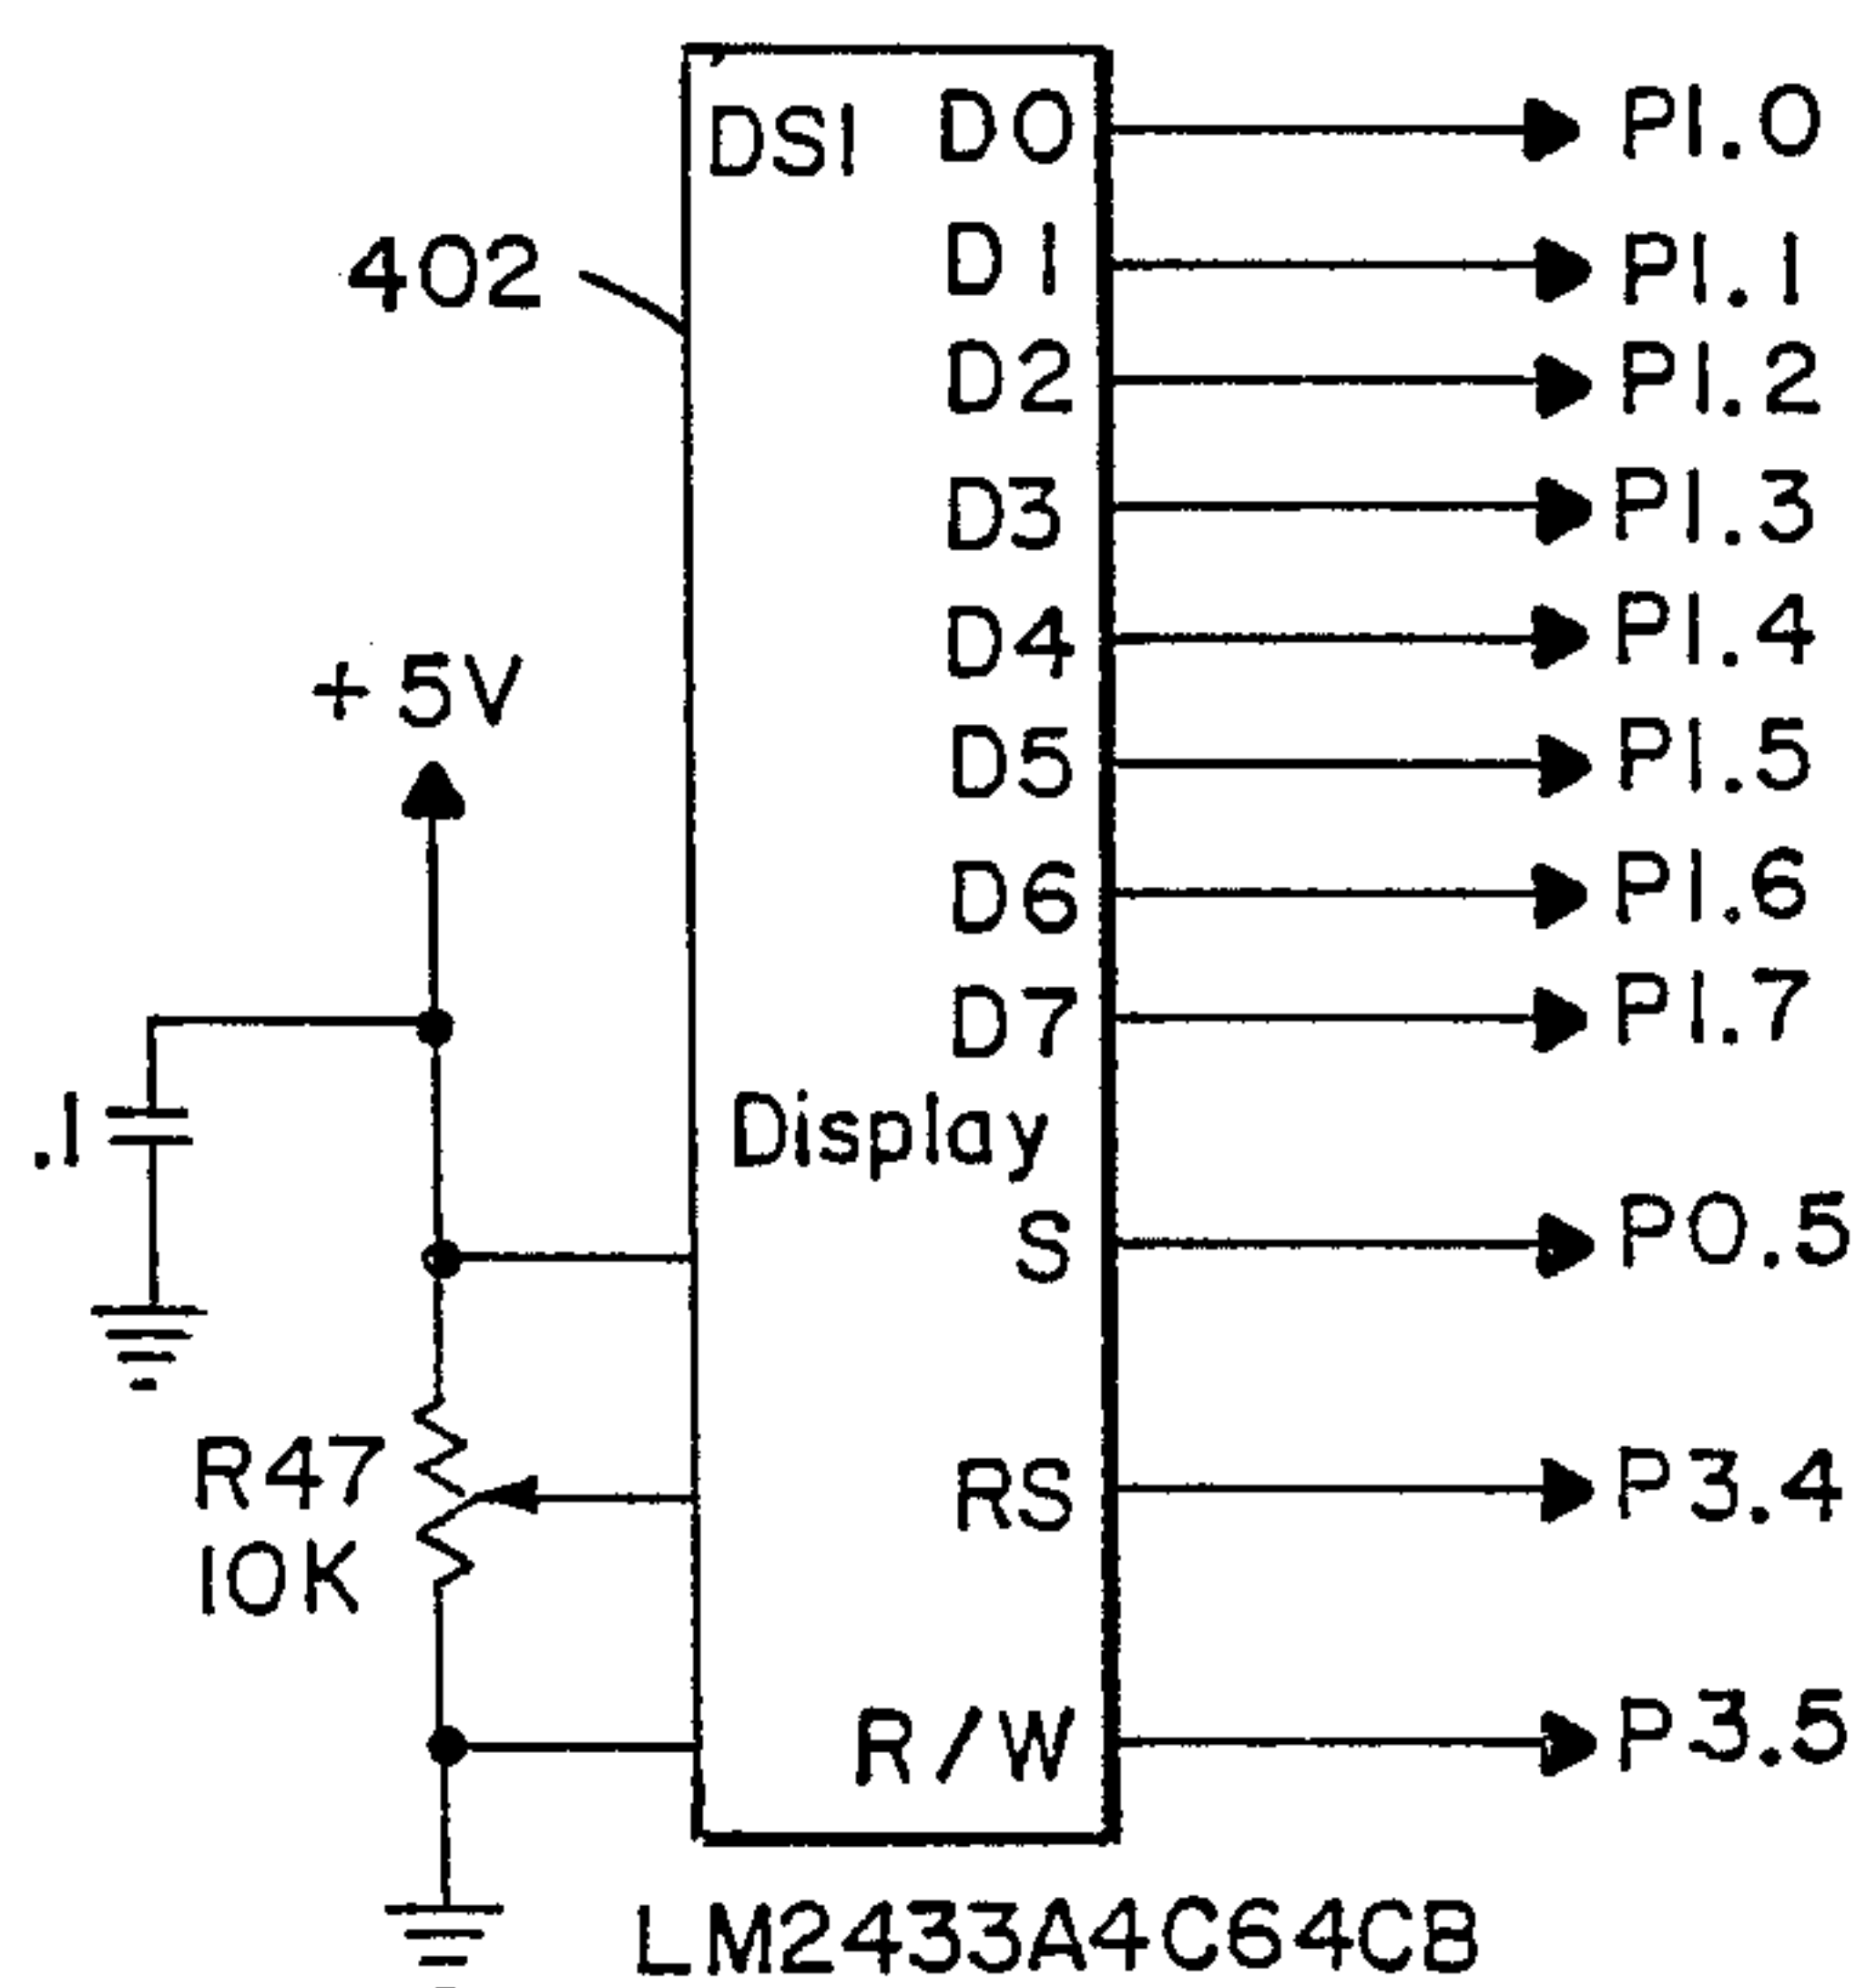 DS1 D0 P1.0
402
D1 P1.1
D2 P1.2
D3 P1.3
D4 P1.4
+5V
D5 P1.5
D6 P1.6
D7 P1.7
.1
Display
S P0.5
R47
10K
RS P3.4
R/W P3.5
LM2433A4C64CB